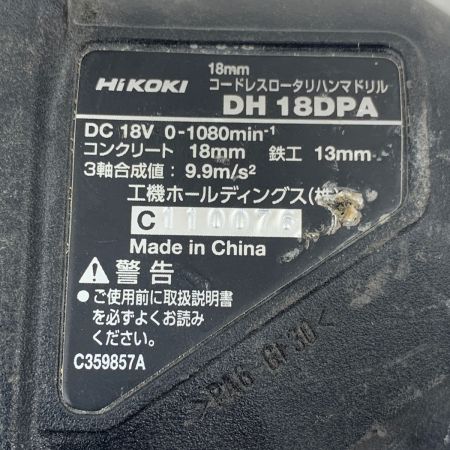 18mm
HiKOKI コードレスロータリハンマドリル
DH 18DPA
DC 18V 0-1080min⁻¹
コンクリート 18mm 鉄工 13mm
3軸合成値: 9.9m/s²
工機ホールディングス(株
C110076
Made in China
警告
●ご使用前に取扱説明書
を必ずよくお読み
ください。
C359857A
>PA6-GF30<